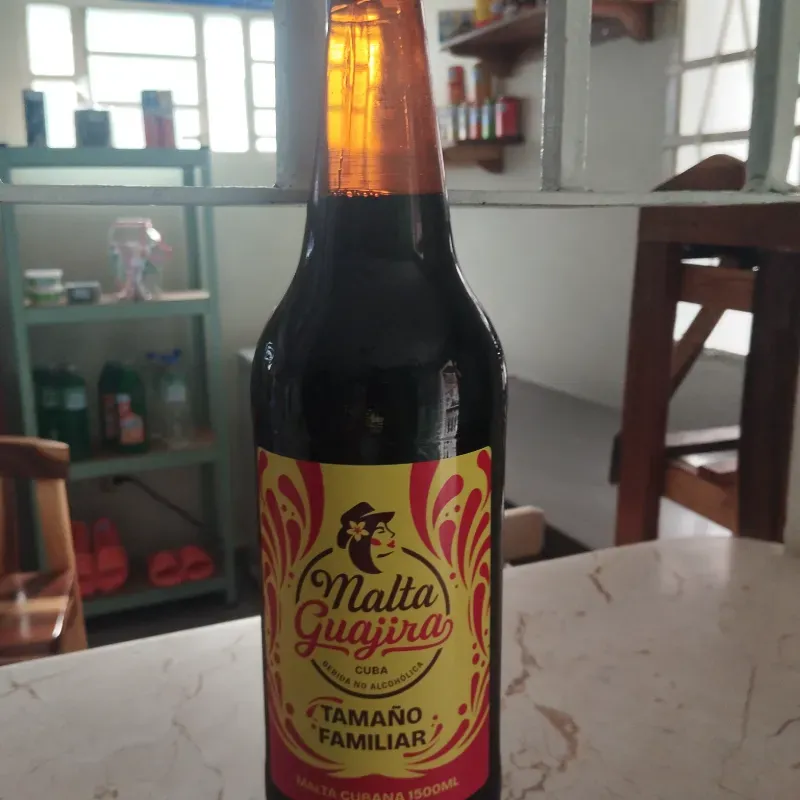 Malta
Guajira
CUBA
BEBIDA NO ALCOHÓLICA
TAMAÑO
FAMILIAR
MALTA CUBANA 1500ML